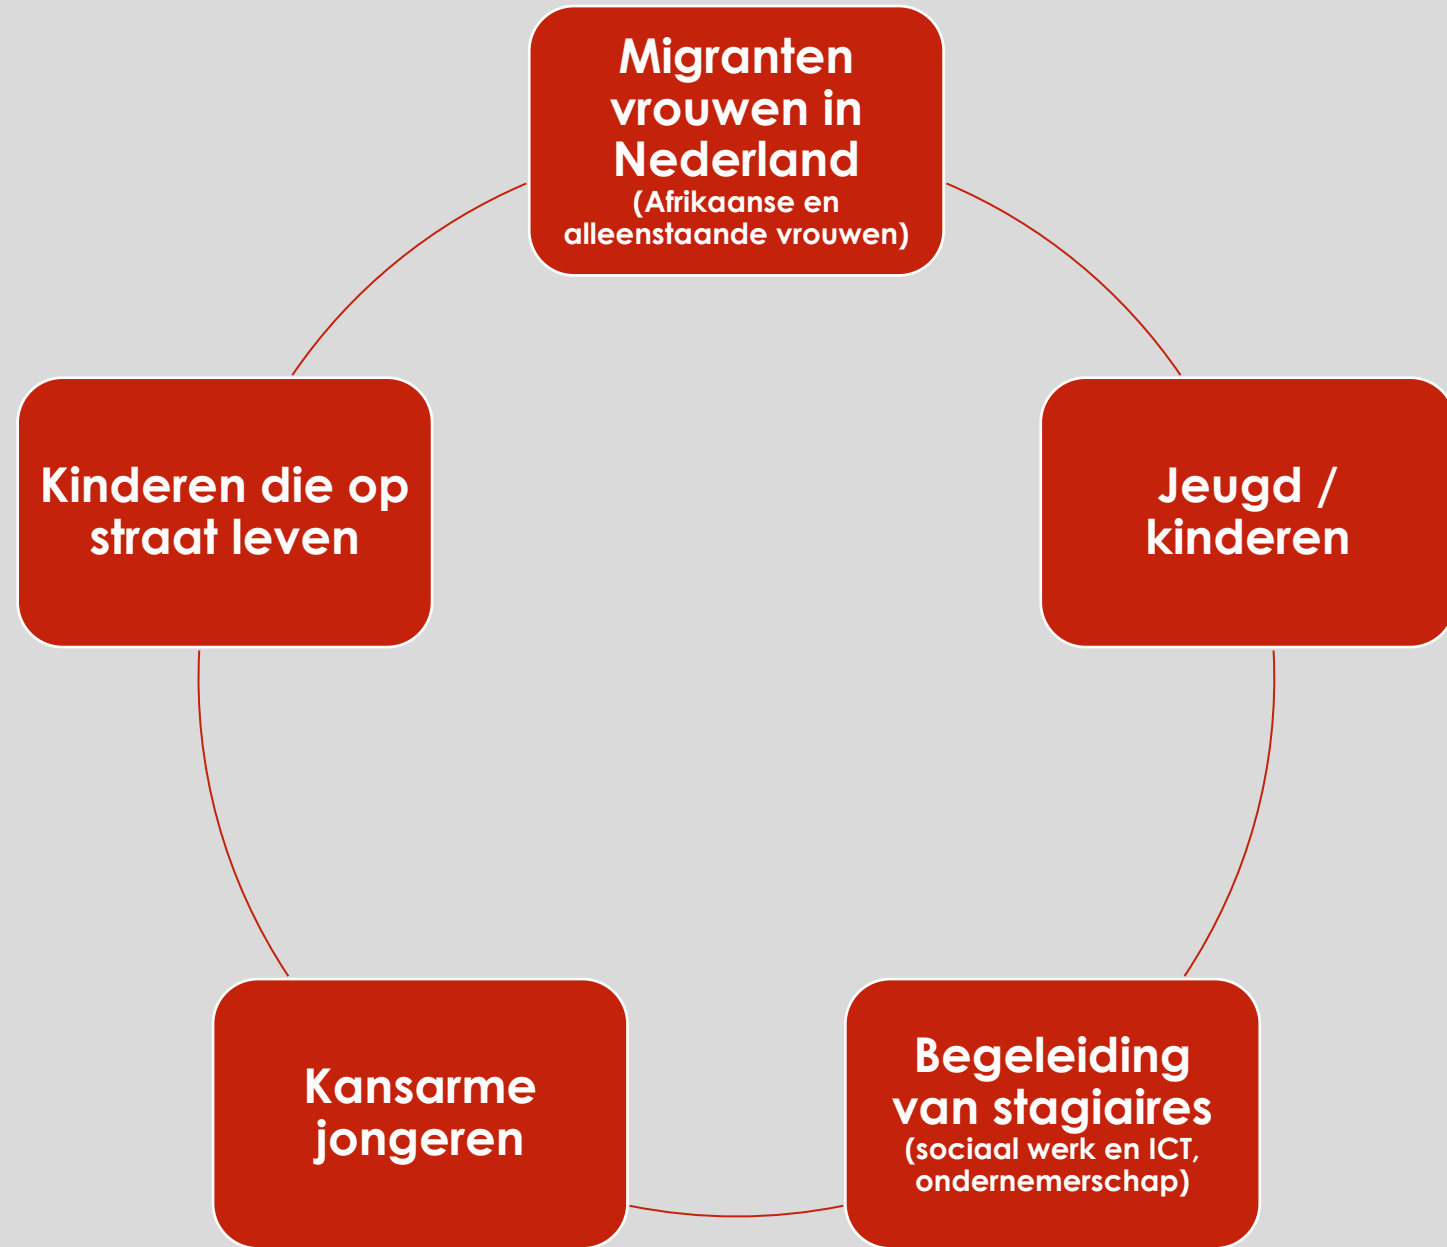 Migranten
vrouwen in
Nederland
(Afrikaanse en
alleenstaande vrouwen)
Jeugd /
kinderen
Begeleiding
van stagiaires
(sociaal werk en ICT,
ondernemerschap)
Kansarme
jongeren
Kinderen die op
straat leven